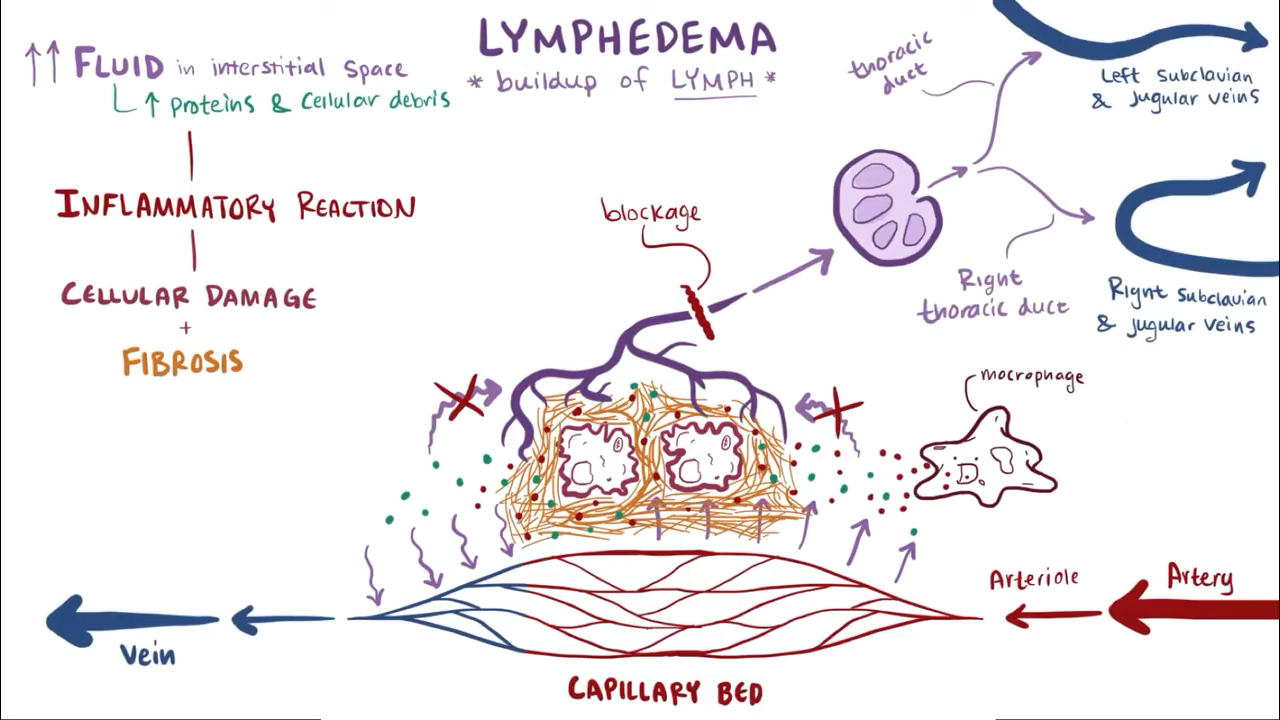 LYMPHEDEMA
* buildup of LYMPH *
↑↑ FLUID in interstitial space
↑ proteins & cellular debris
INFLAMMATORY REACTION
CELLULAR DAMAGE
+
FIBROSIS
blockage
thoracic
duct
Left subclavian
& jugular veins
Right
thoracic duct
Right subclavian
& jugular veins
macrophage
Arteriole
Artery
Vein
CAPILLARY BED